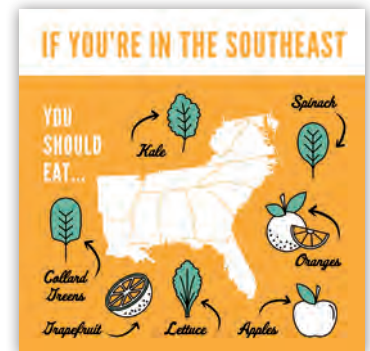 IF YOU'RE IN THE SOUTHEAST
YOU
SHOULD
EAT...
Kale
Spinach
Collard
Greens
Oranges
Grapefruit
Lettuce
Apples